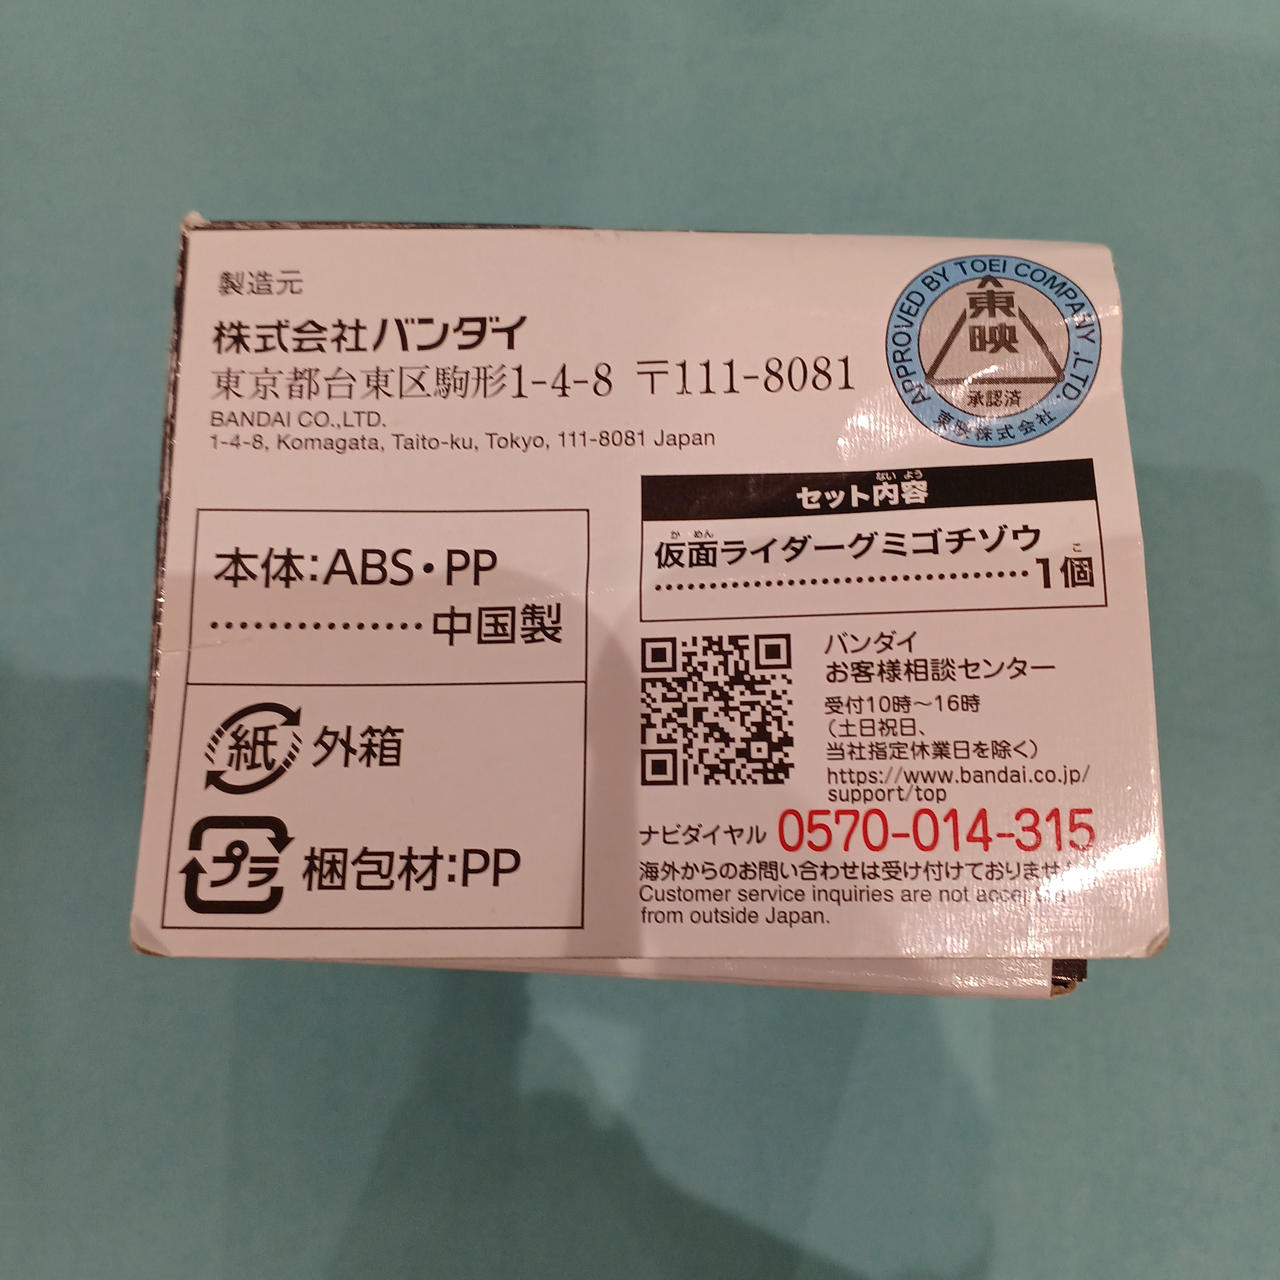 製造元
株式会社バンダイ
東京都台東区駒形1-4-8 〒111-8081
BANDAI CO.,LTD.
1-4-8, Komagata, Taito-ku, Tokyo, 111-8081 Japan
APPROVED BY TOEI COMPANY, LTD.
東映
承認済
東映株式会社
本体:ABS・PP
……………中国製
紙 外箱
プラ 梱包材:PP
セット内容
ないよう
仮面ライダーグミゴチゾウ
かめん
……………………………1個
こ
バンダイ
お客様相談センター
受付10時～16時
(土日祝日、
当社指定休業日を除く)
https://www.bandai.co.jp/
support/top
ナビダイヤル 0570-014-315
海外からのお問い合わせは受け付けておりませ
Customer service inquiries are not
from outside Japan.